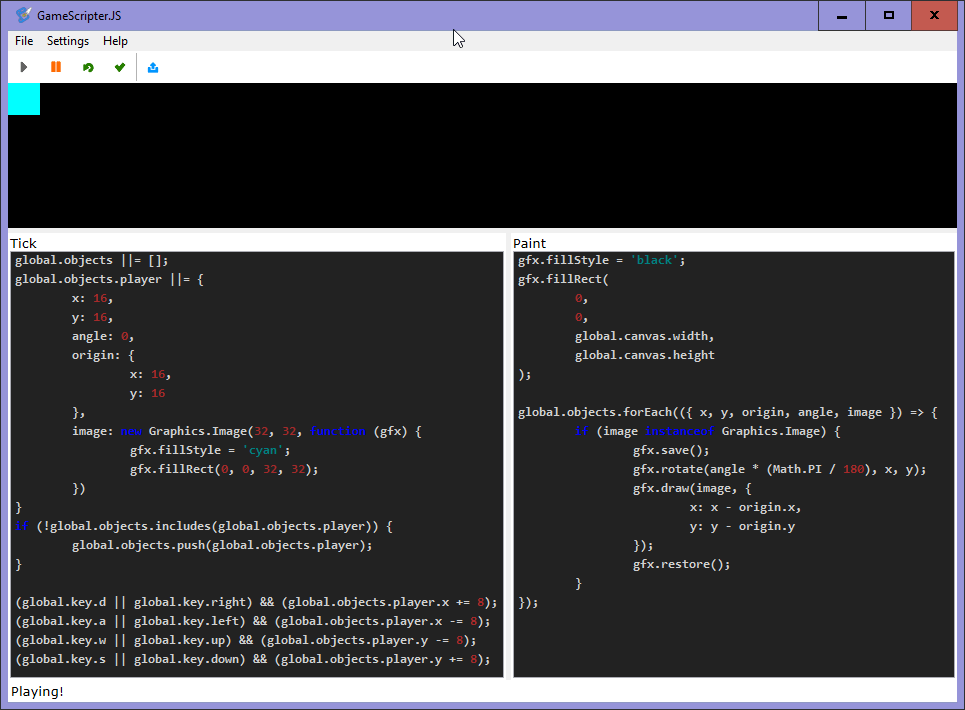 GameScripter.JS
File Settings Help
Tick
global.objects ||= [];
global.objects.player ||= {
x: 16,
y: 16,
angle: 0,
origin: {
x: 16,
y: 16
},
image: new Graphics.Image(32, 32, function (gfx) {
gfx.fillStyle = 'cyan';
gfx.fillRect(0, 0, 32, 32);
})
}
if (!global.objects.includes(global.objects.player)) {
global.objects.push(global.objects.player);
}
(global.key.d || global.key.right) && (global.objects.player.x += 8);
(global.key.a || global.key.left) && (global.objects.player.x -= 8);
(global.key.w || global.key.up) && (global.objects.player.y -= 8);
(global.key.s || global.key.down) && (global.objects.player.y += 8);
Paint
gfx.fillStyle = 'black';
gfx.fillRect(
0,
0,
global.canvas.width,
global.canvas.height
);
global.objects.forEach(({ x, y, origin, angle, image }) => {
if (image instanceof Graphics.Image) {
gfx.save();
gfx.rotate(angle * (Math.PI / 180), x, y);
gfx.draw(image, {
x: x - origin.x,
y: y - origin.y
});
gfx.restore();
}
});
Playing!